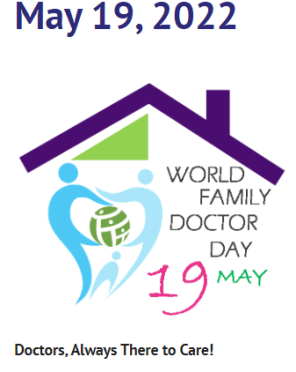 May 19, 2022
WORLD
FAMILY
DOCTOR
DAY
19 MAY
Doctors, Always There to Care!